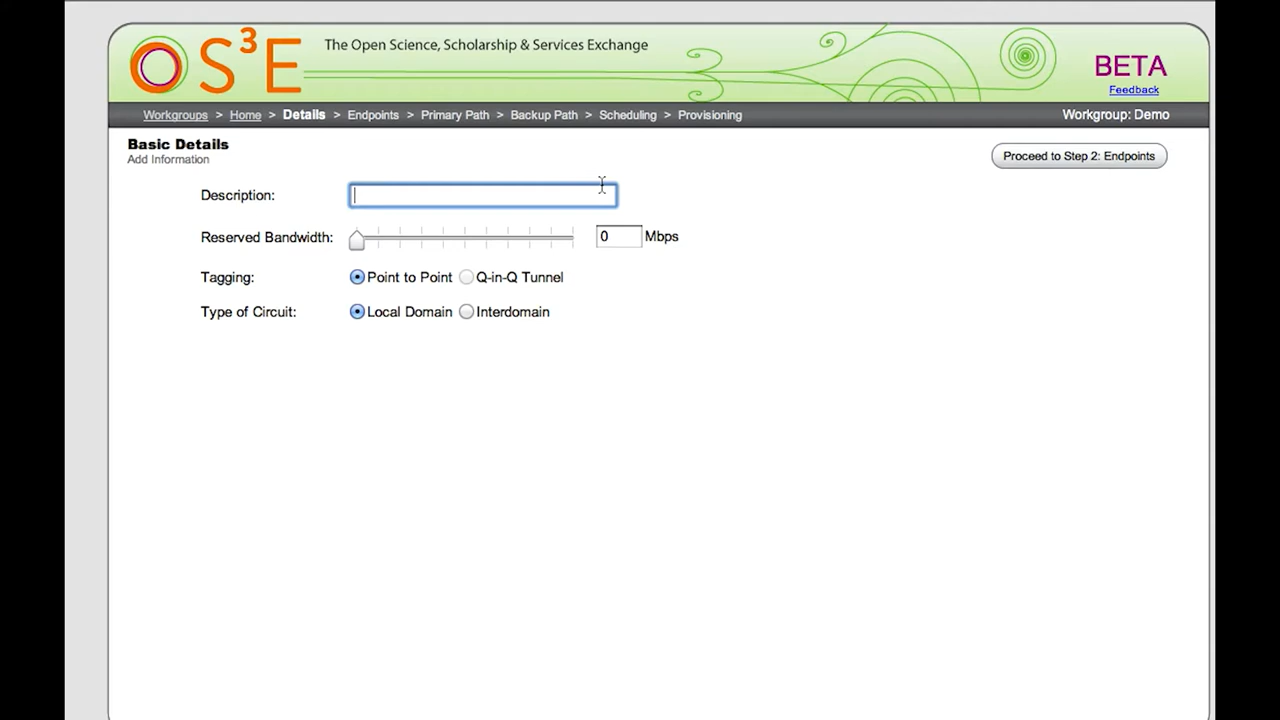 OS³E
The Open Science, Scholarship & Services Exchange
BETA
Feedback
Workgroups > Home > Details > Endpoints > Primary Path > Backup Path > Scheduling > Provisioning
Workgroup: Demo
Basic Details
Add Information
Proceed to Step 2: Endpoints
Description:
Reserved Bandwidth: 0 Mbps
Tagging: Point to Point Q-in-Q Tunnel
Type of Circuit: Local Domain Interdomain